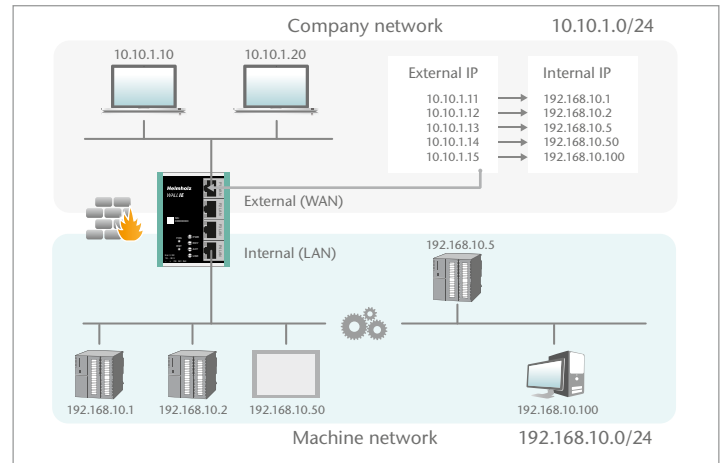 Company network 10.10.1.0/24
10.10.1.10 10.10.1.20
External IP Internal IP
10.10.1.11 192.168.10.1
10.10.1.12 192.168.10.2
10.10.1.13 192.168.10.5
10.10.1.14 192.168.10.50
10.10.1.15 192.168.10.100
Helmholz
WALL IE
External (WAN)
Internal (LAN)
192.168.10.5
192.168.10.1 192.168.10.2 192.168.10.50 192.168.10.100
Machine network 192.168.10.0/24